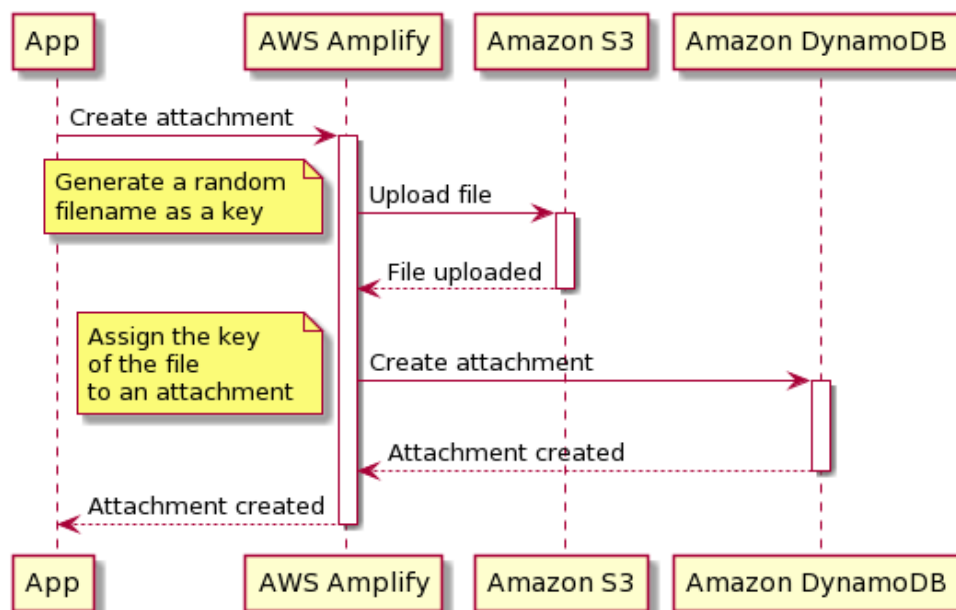 App
AWS Amplify
Amazon S3
Amazon DynamoDB
Create attachment
Generate a random
filename as a key
Upload file
File uploaded
Assign the key
of the file
to an attachment
Create attachment
Attachment created
Attachment created
App
AWS Amplify
Amazon S3
Amazon DynamoDB